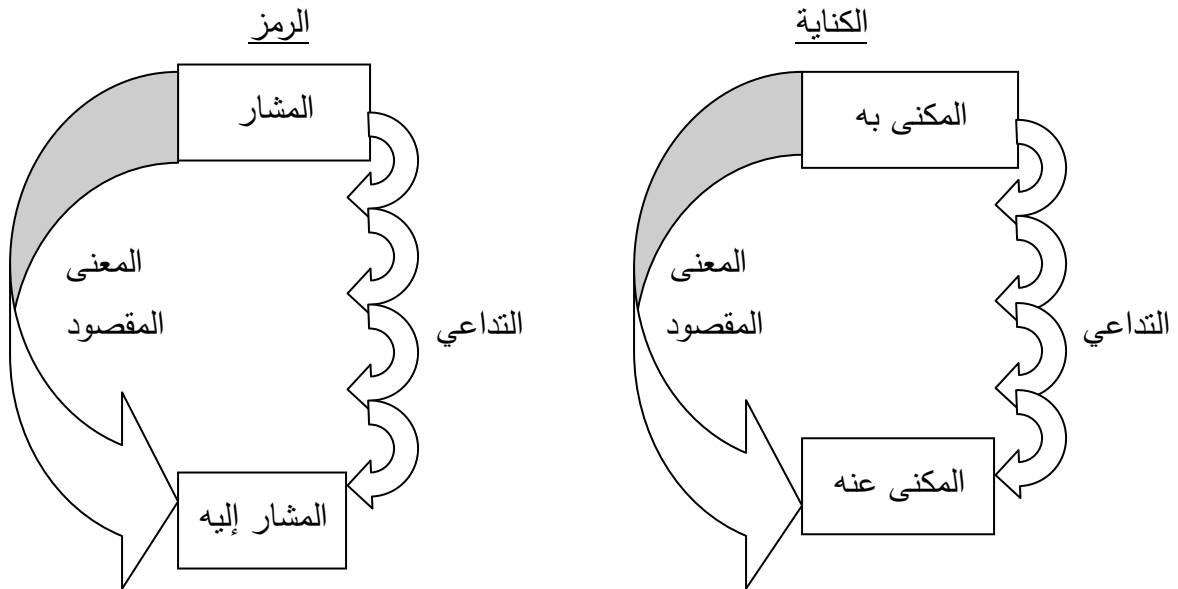 الكناية
المكنى به
المعنى
المقصود
التداعي
المكنى عنه
الرمز
المشار
المعنى
المقصود
التداعي
المشار إليه